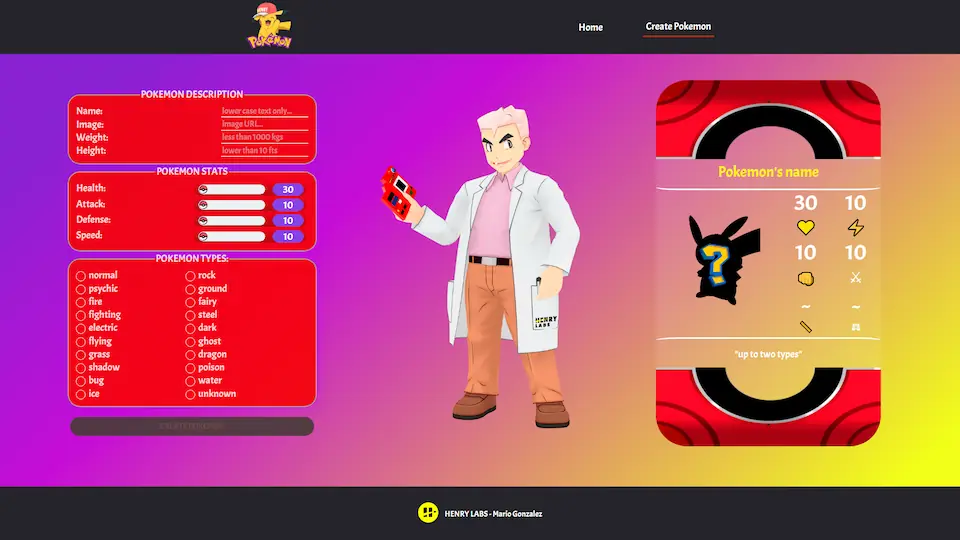 HENRY
Pokémon
Home
Create Pokemon
POKEMON DESCRIPTION
Name: lower case text only...
Image: Image URL...
Weight: less than 1000 kgs
Height: lower than 10 fts
POKEMON STATS
Health: 30
Attack: 10
Defense: 10
Speed: 10
POKEMON TYPES:
normal rock
psychic ground
fire fairy
fighting steel
electric dark
flying ghost
grass dragon
shadow poison
bug water
ice unknown
HENRY
LABS
Pokemon's name
30 10
10 10
?
~ ~
"up to two types"
HENRY LABS - Mario Gonzalez